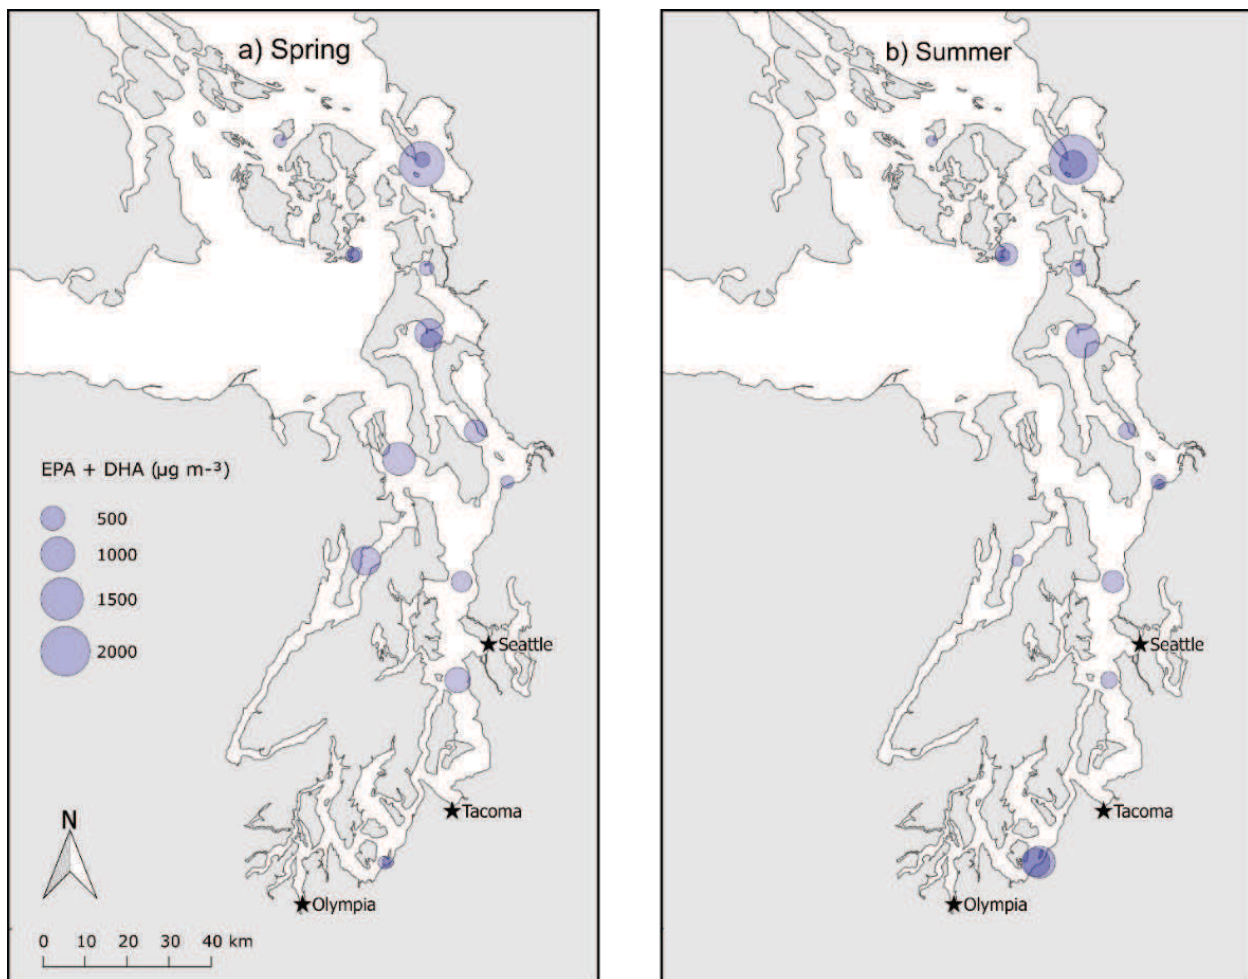 a) Spring
EPA + DHA (µg m-³)
500
1000
1500
2000
Seattle
Tacoma
Olympia
N
0 10 20 30 40 km
b) Summer
Seattle
Tacoma
Olympia